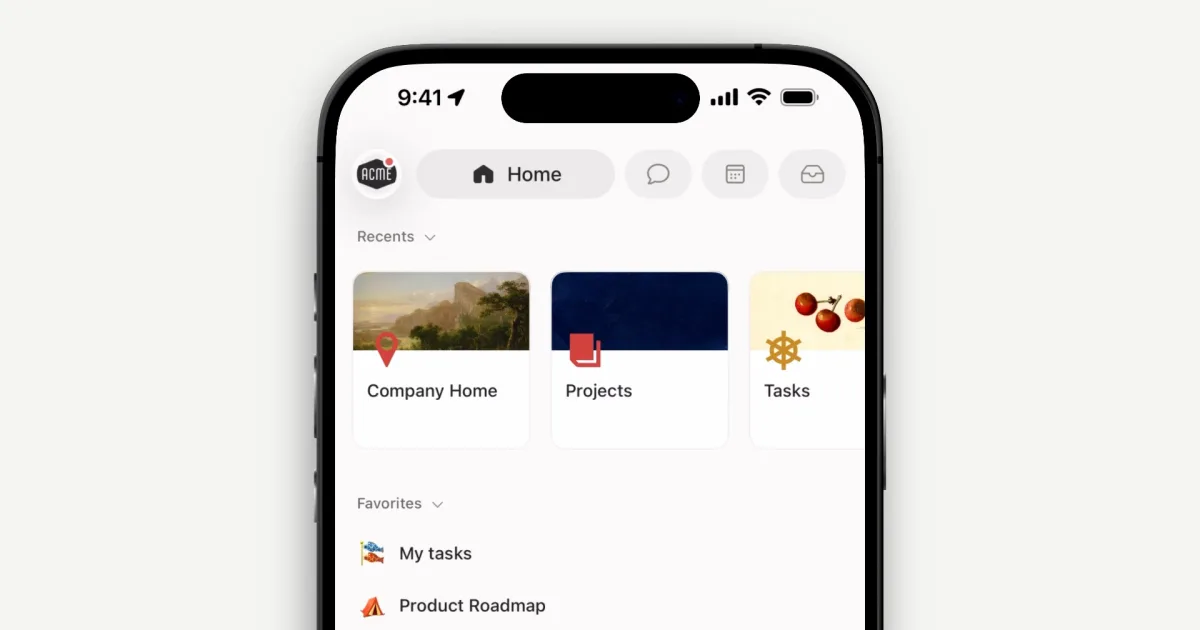 9:41
ACME
Home
Recents
Company Home
Projects
Tasks
Favorites
My tasks
Product Roadmap